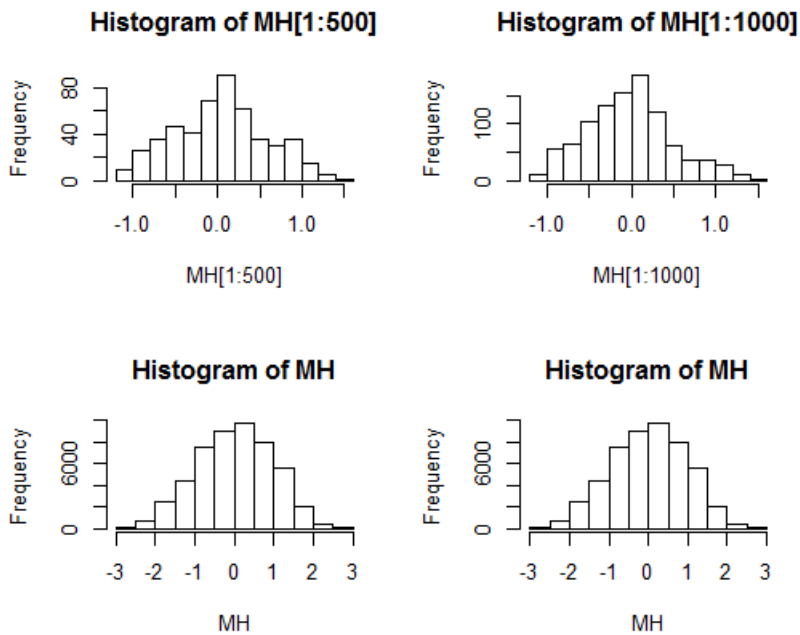 Histogram of MH[1:500]
Frequency
0 40 80
-1.0 0.0 1.0
MH[1:500]
Histogram of MH[1:1000]
Frequency
0 100
-1.0 0.0 1.0
MH[1:1000]
Histogram of MH
Frequency
0 6000
-3 -2 -1 0 1 2 3
MH
Histogram of MH
Frequency
0 6000
-3 -2 -1 0 1 2 3
MH